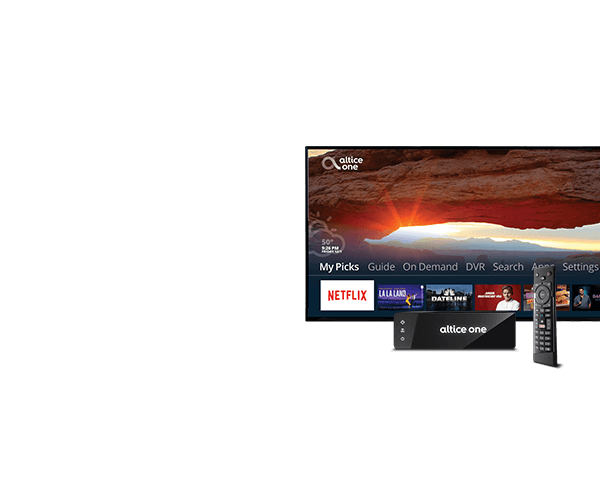 altice
one
50°
9:26 PM
My Picks Guide On Demand DVR Search Apps Settings
NETFLIX
LA LA LAND
DATELINE
altice one